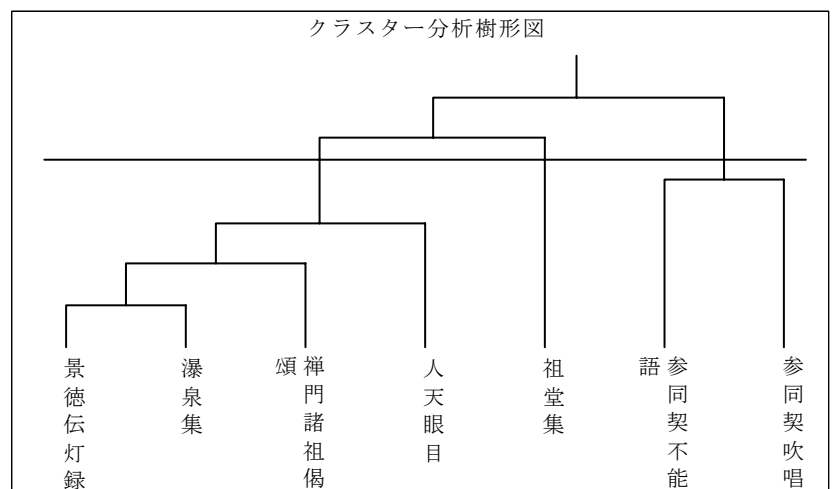 クラスター分析樹形図
景徳伝灯録
瀑泉集
禅門諸祖偈
頌
人天眼目
祖堂集
参同契不能
語
参同契吹唱